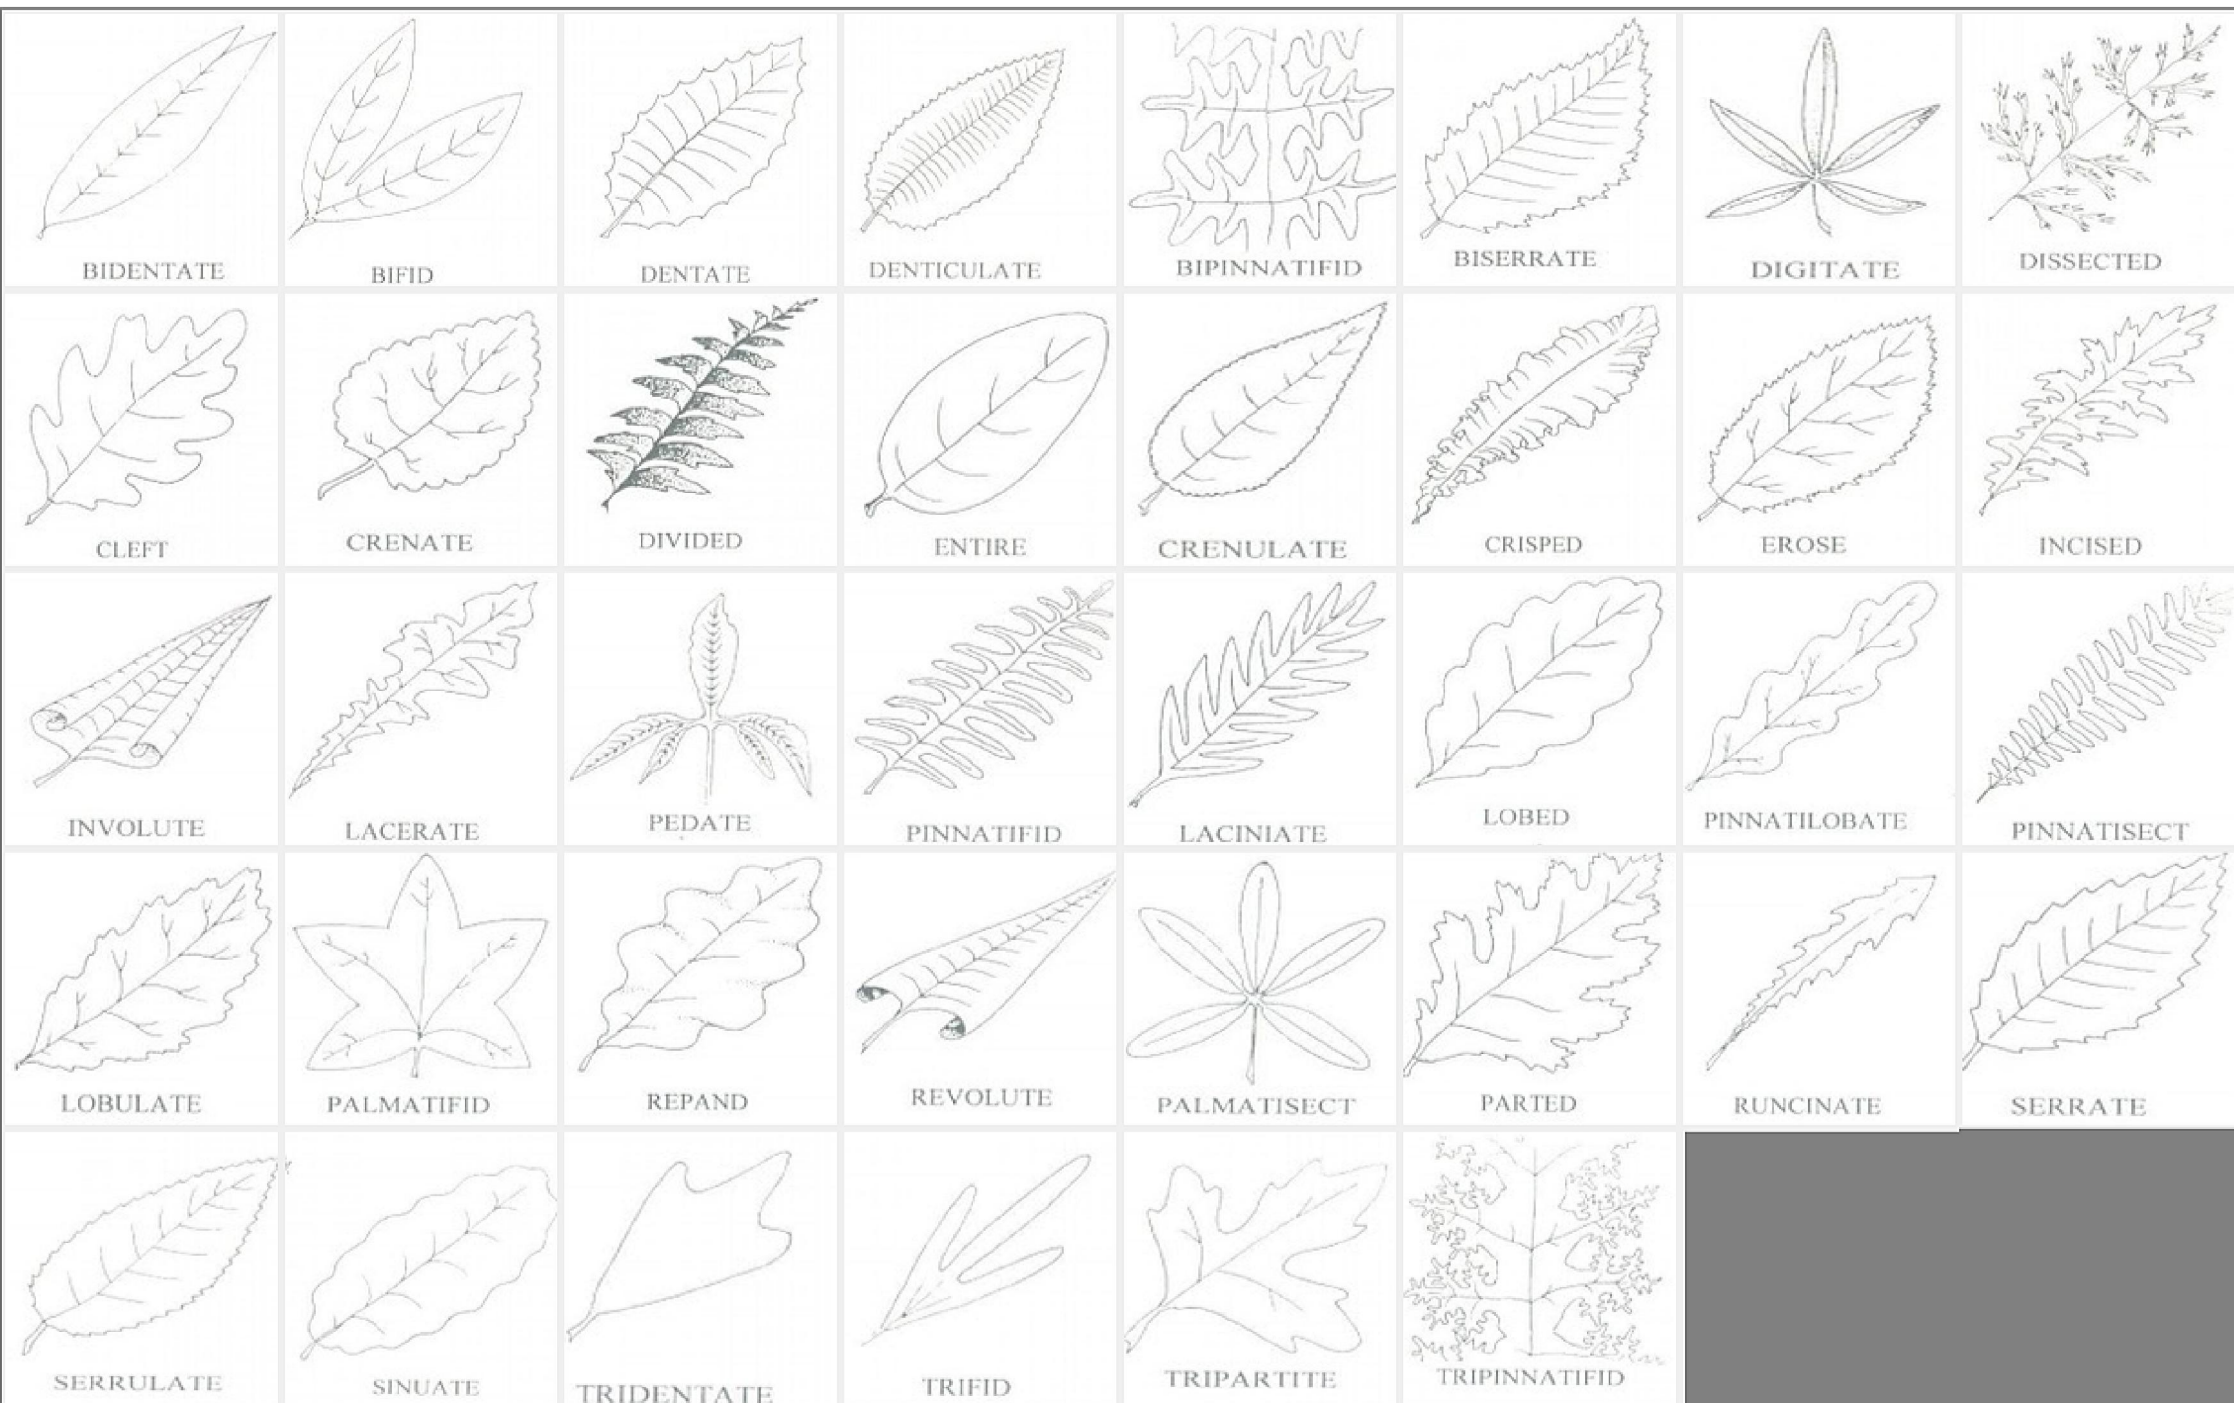 BIDENTATE
BIFID
DENTATE
DENTICULATE
BIPINNATIFID
BISERRATE
DIGITATE
DISSECTED
CLEFT
CRENATE
DIVIDED
ENTIRE
CRENULATE
CRISPED
EROSE
INCISED
INVOLUTE
LACERATE
PEDATE
PINNATIFID
LACINIATE
LOBED
PINNATILOBATE
PINNATISECT
LOBULATE
PALMATIFID
REPAND
REVOLUTE
PALMATISECT
PARTED
RUNCINATE
SERRATE
SERRULATE
SINUATE
TRIDENTATE
TRIFID
TRIPARTITE
TRIPINNATIFID